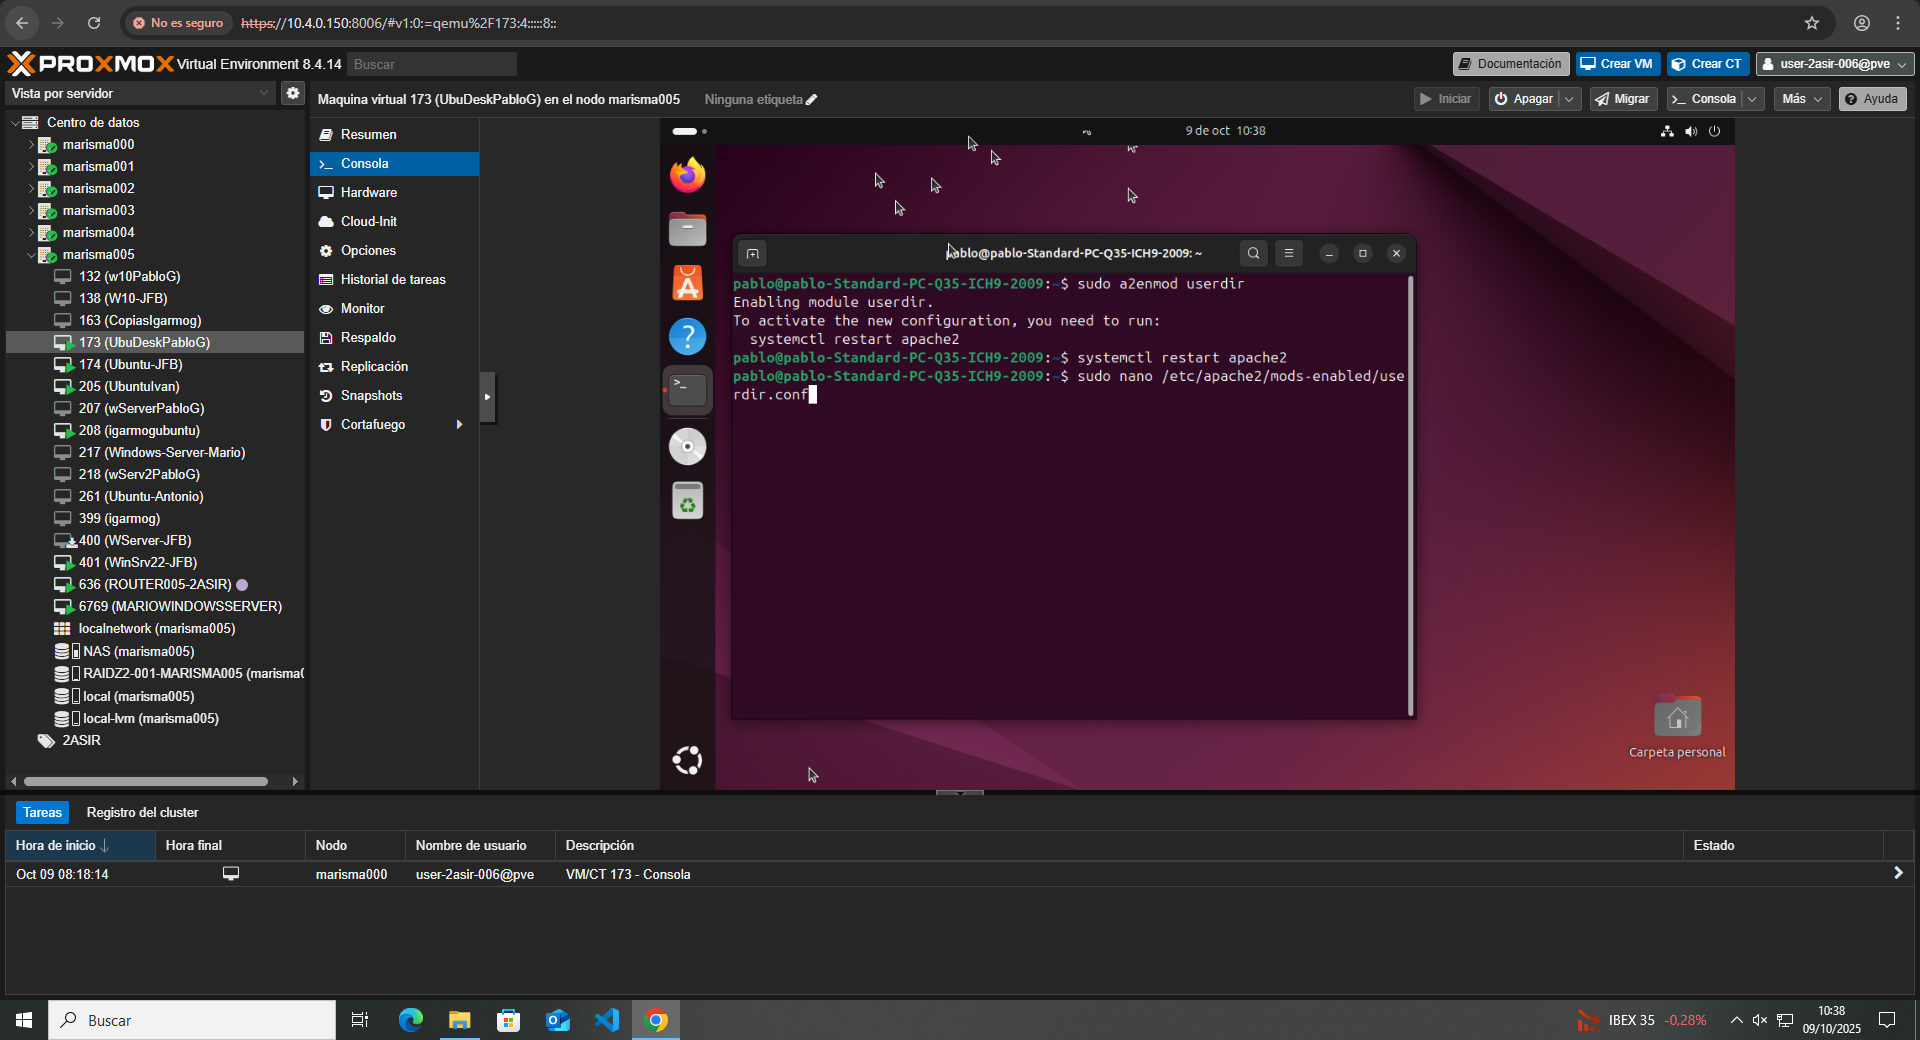 No es seguro https://10.4.0.150:8006/#v1:0:=qemu%2F173:4:::::8::
PROXMOX Virtual Environment 8.4.14 Buscar
Documentación Crear VM Crear CT user-2asir-006@pve
Vista por servidor
Maquina virtual 173 (UbuDeskPabloG) en el nodo marisma005 Ninguna etiqueta
Iniciar Apagar Migrar Consola Más Ayuda
Centro de datos
marisma000
marisma001
marisma002
marisma003
marisma004
marisma005
132 (w10PabloG)
138 (W10-JFB)
163 (CopiasIgarmog)
173 (UbuDeskPabloG)
174 (Ubuntu-JFB)
205 (UbuntuIvan)
207 (wServerPabloG)
208 (igarmogubuntu)
217 (Windows-Server-Mario)
218 (wServ2PabloG)
261 (Ubuntu-Antonio)
399 (igarmog)
400 (WServer-JFB)
401 (WinSrv22-JFB)
636 (ROUTER005-2ASIR)
6769 (MARIOWINDOWSSERVER)
localnetwork (marisma005)
NAS (marisma005)
RAIDZ2-001-MARISMA005 (marisma0
local (marisma005)
local-lvm (marisma005)
2ASIR
Resumen
Consola
Hardware
Cloud-Init
Opciones
Historial de tareas
Monitor
Respaldo
Replicación
Snapshots
Cortafuego
9 de oct 10:38
pablo@pablo-Standard-PC-Q35-ICH9-2009: ~
pablo@pablo-Standard-PC-Q35-ICH9-2009:~$ sudo a2enmod userdir
Enabling module userdir.
To activate the new configuration, you need to run:
systemctl restart apache2
pablo@pablo-Standard-PC-Q35-ICH9-2009:~$ systemctl restart apache2
pablo@pablo-Standard-PC-Q35-ICH9-2009:~$ sudo nano /etc/apache2/mods-enabled/use
rdir.conf
Carpeta personal
Tareas Registro del cluster
Hora de inicio Hora final Nodo Nombre de usuario Descripción Estado
Oct 09 08:18:14 marisma000 user-2asir-006@pve VM/CT 173 - Consola
Buscar
IBEX 35 -0,28%
10:38
09/10/2025